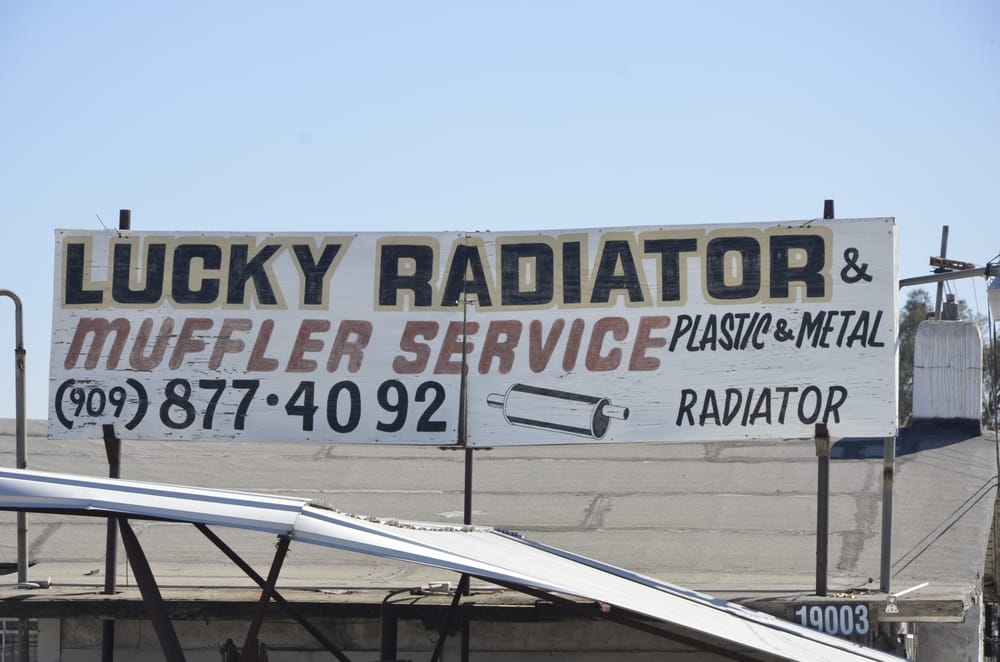 LUCKY RADIATOR &
MUFFLER SERVICE PLASTIC & METAL
(909) 877·4092 RADIATOR
19003